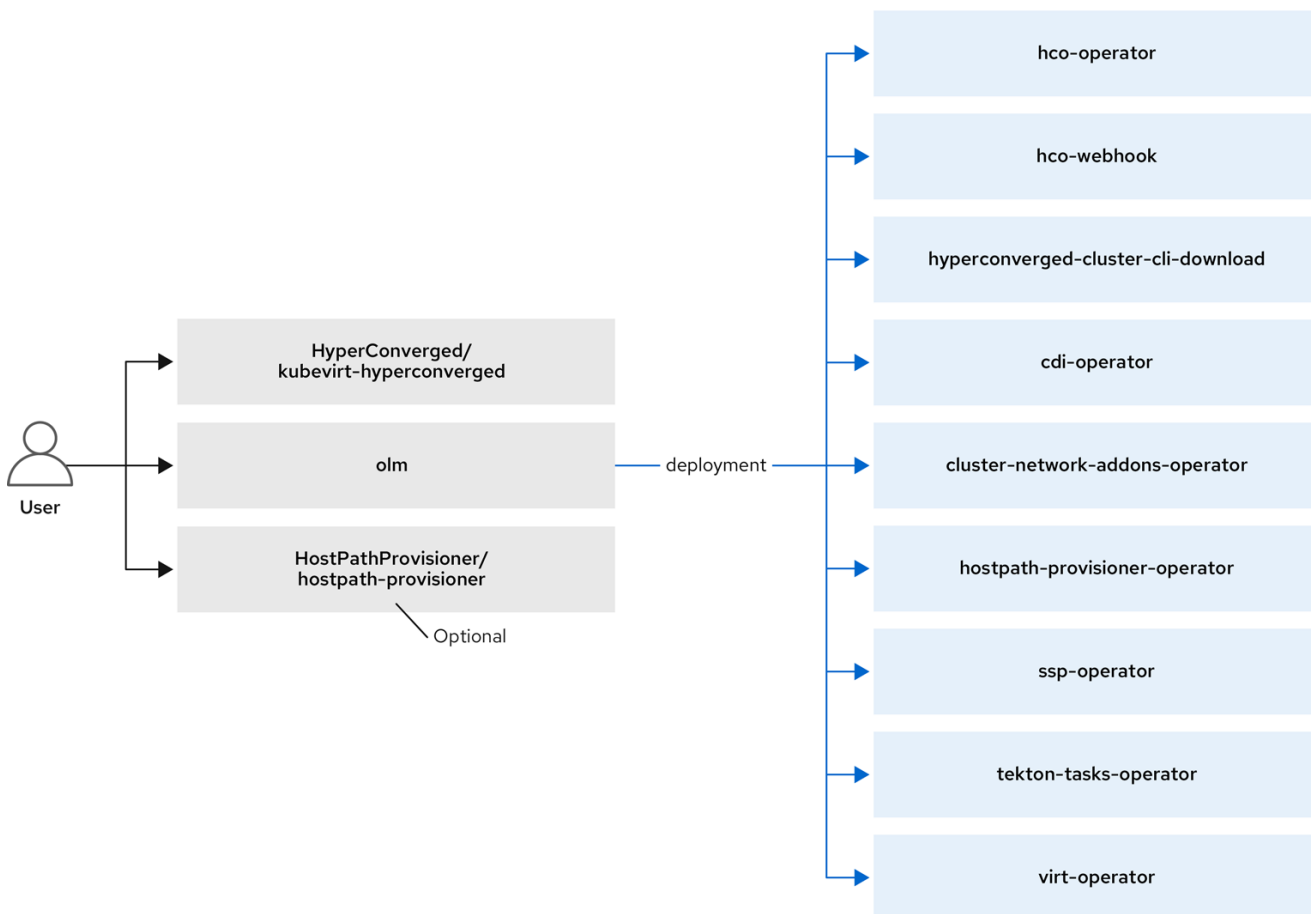 User
HyperConverged/
kubevirt-hyperconverged
olm
HostPathProvisioner/
hostpath-provisioner
Optional
deployment
hco-operator
hco-webhook
hyperconverged-cluster-cli-download
cdi-operator
cluster-network-addons-operator
hostpath-provisioner-operator
ssp-operator
tekton-tasks-operator
virt-operator